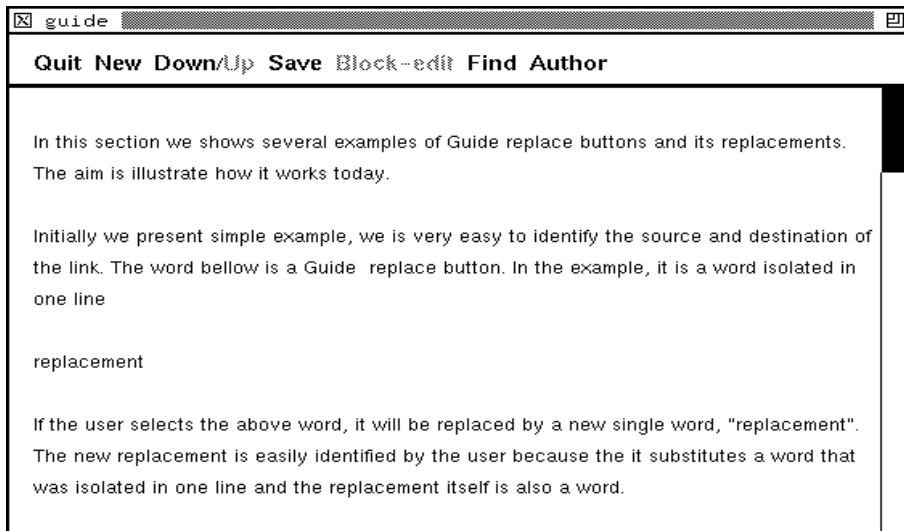 guide
Quit New Down/Up Save Block-edit Find Author
In this section we shows several examples of Guide replace buttons and its replacements.
The aim is illustrate how it works today.
Initially we present simple example, we is very easy to identify the source and destination of
the link. The word bellow is a Guide  replace button. In the example, it is a word isolated in
one line
replacement
If the user selects the above word, it will be replaced by a new single word, "replacement".
The new replacement is easily identified by the user because the it substitutes a word that
was isolated in one line and the replacement itself is also a word.